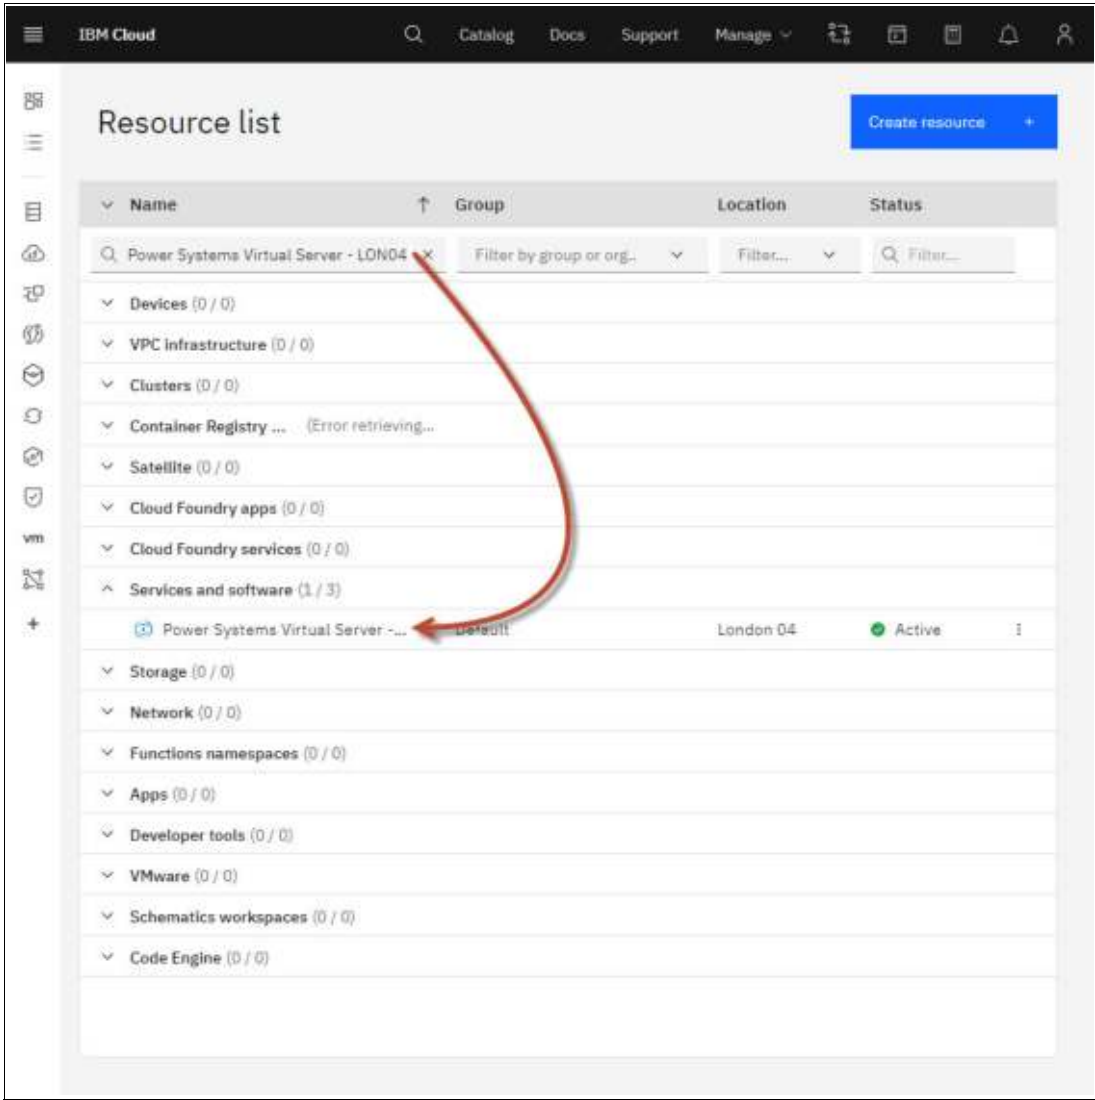 IBM Cloud Catalog Docs Support Manage
Resource list
Create resource +
Name Group Location Status
Power Systems Virtual Server - LON04 × Filter by group or org... Filter... Filter...
Devices (0 / 0)
VPC infrastructure (0 / 0)
Clusters (0 / 0)
Container Registry ... (Error retrieving...
Satellite (0 / 0)
Cloud Foundry apps (0 / 0)
Cloud Foundry services (0 / 0)
Services and software (1 / 3)
Power Systems Virtual Server -... Default London 04 Active
Storage (0 / 0)
Network (0 / 0)
Functions namespaces (0 / 0)
Apps (0 / 0)
Developer tools (0 / 0)
vm
VMware (0 / 0)
Schematics workspaces (0 / 0)
Code Engine (0 / 0)